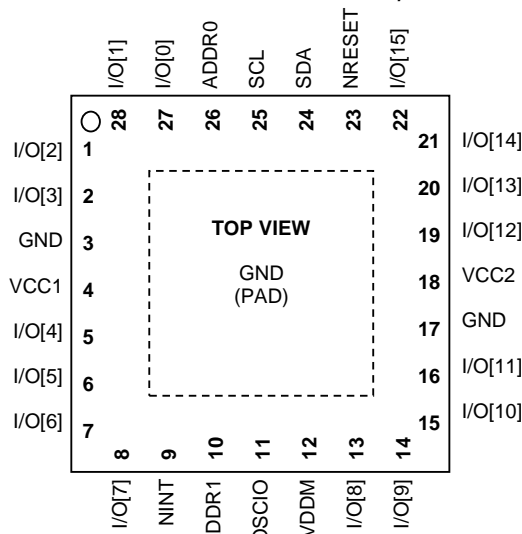 I/O[1] I/O[0] ADDR0 SCL SDA NRESET I/O[15]
28 27 26 25 24 23 22
I/O[2] 1
I/O[3] 2
GND 3
VCC1 4
I/O[4] 5
I/O[5] 6
I/O[6] 7
TOP VIEW
GND
(PAD)
21 I/O[14]
20 I/O[13]
19 I/O[12]
18 VCC2
17 GND
16 I/O[11]
15 I/O[10]
8 9 10 11 12 13 14
I/O[7] NINT DDR1 OSCIO VDDM I/O[8] I/O[9]